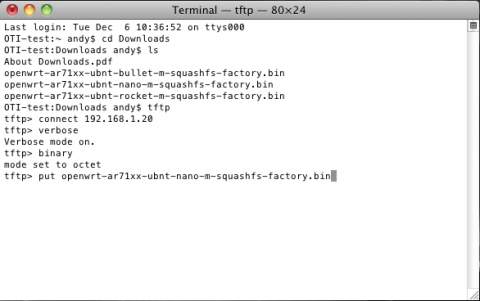 Terminal — tftp — 80×24
Last login: Tue Dec  6 10:36:52 on ttys000
OTI-test:~ andy$ cd Downloads
OTI-test:Downloads andy$ ls
About Downloads.pdf
openwrt-ar71xx-ubnt-bullet-m-squashfs-factory.bin
openwrt-ar71xx-ubnt-nano-m-squashfs-factory.bin
openwrt-ar71xx-ubnt-rocket-m-squashfs-factory.bin
OTI-test:Downloads andy$ tftp
tftp> connect 192.168.1.20
tftp> verbose
Verbose mode on.
tftp> binary
mode set to octet
tftp> put openwrt-ar71xx-ubnt-nano-m-squashfs-factory.bin